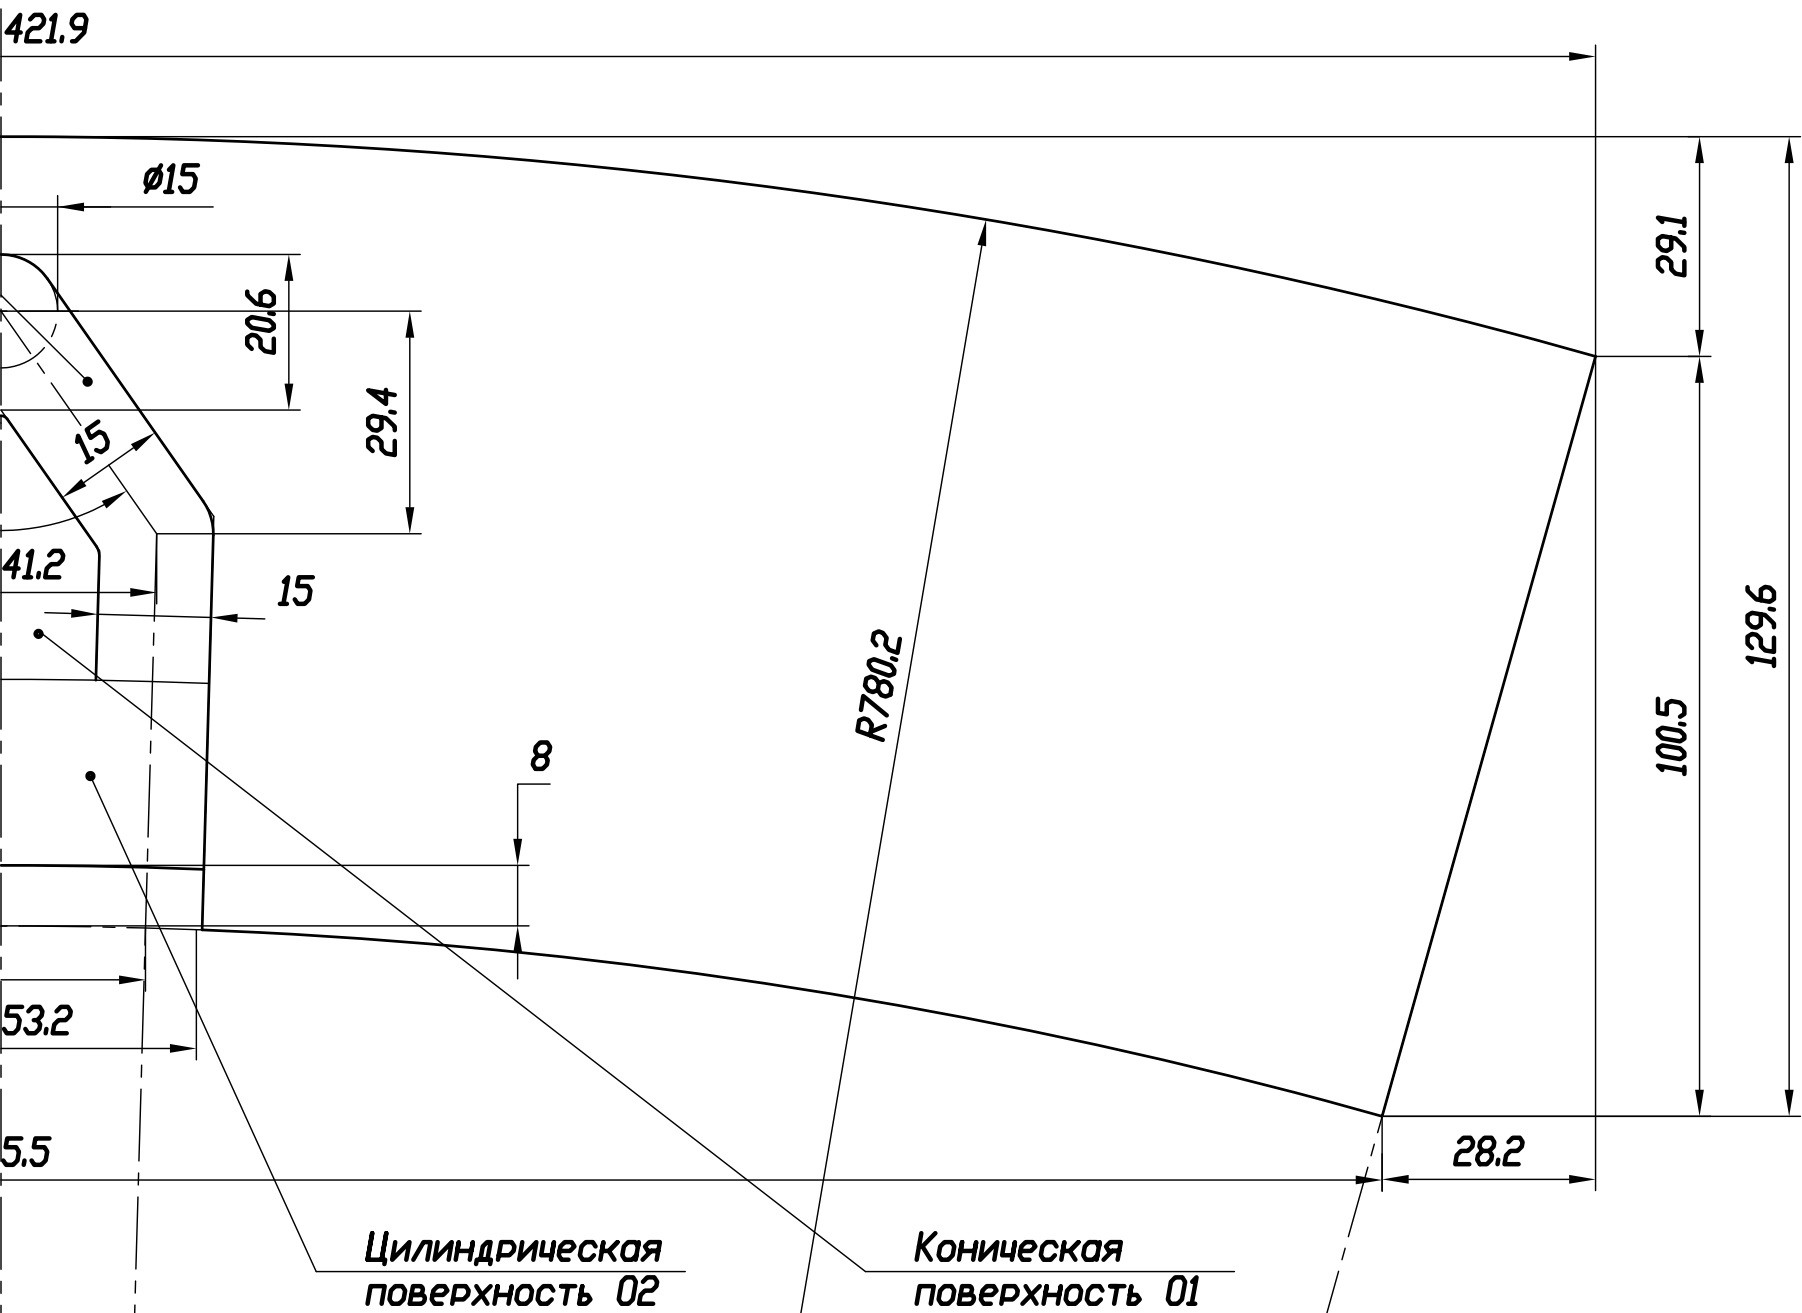 421.9
ø15
29.1
20.6
29.4
15
41.2
15
129.6
R780.2
100.5
8
53.2
5.5
28.2
Цилиндрическая
поверхность 02
Коническая
поверхность 01